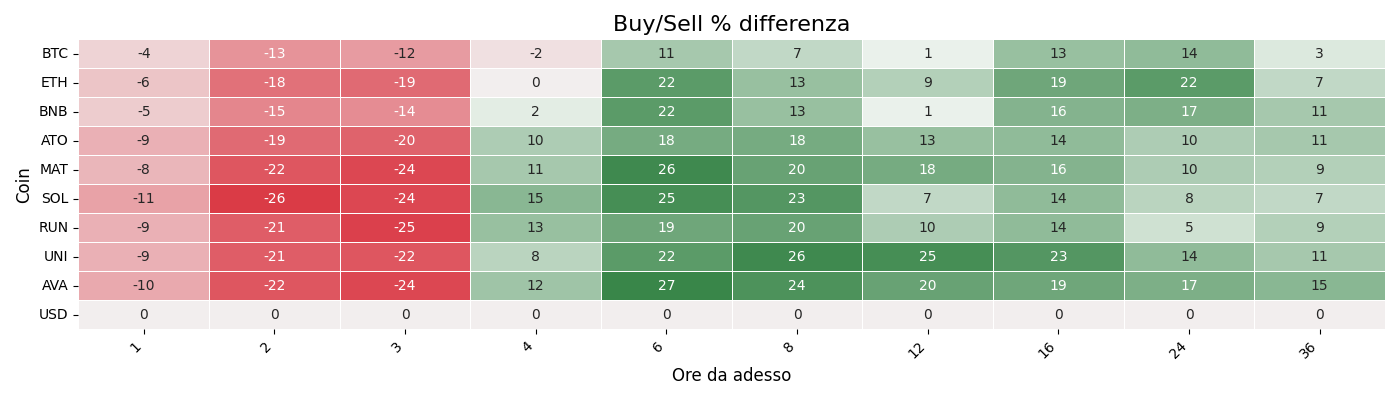 Buy/Sell % differenza
Coin
BTC -4 -13 -12 -2 11 7 1 13 14 3
ETH -6 -18 -19 0 22 13 9 19 22 7
BNB -5 -15 -14 2 22 13 1 16 17 11
ATO -9 -19 -20 10 18 18 13 14 10 11
MAT -8 -22 -24 11 26 20 18 16 10 9
SOL -11 -26 -24 15 25 23 7 14 8 7
RUN -9 -21 -25 13 19 20 10 14 5 9
UNI -9 -21 -22 8 22 26 25 23 14 11
AVA -10 -22 -24 12 27 24 20 19 17 15
USD 0 0 0 0 0 0 0 0 0 0
1 2 3 4 6 8 12 16 24 36
Ore da adesso